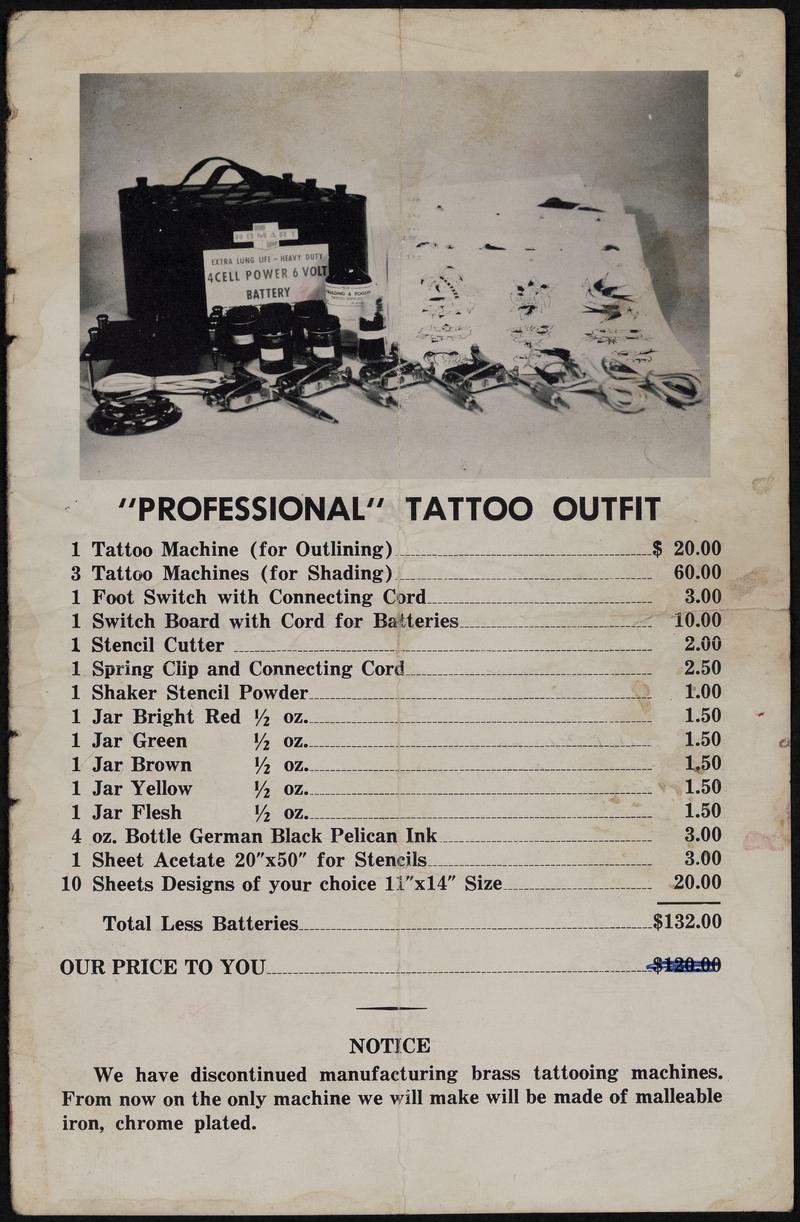 HOMART
EXTRA LONG LIFE - HEAVY DUTY
4 CELL POWER 6 VOLT
BATTERY
SPAULDING & ROGERS
"PROFESSIONAL" TATTOO OUTFIT
1 Tattoo Machine (for Outlining) $ 20.00
3 Tattoo Machines (for Shading) 60.00
1 Foot Switch with Connecting Cord 3.00
1 Switch Board with Cord for Batteries 10.00
1 Stencil Cutter 2.00
1 Spring Clip and Connecting Cord 2.50
1 Shaker Stencil Powder 1.00
1 Jar Bright Red ½ oz. 1.50
1 Jar Green ½ oz. 1.50
1 Jar Brown ½ oz. 1.50
1 Jar Yellow ½ oz. 1.50
1 Jar Flesh ½ oz. 1.50
4 oz. Bottle German Black Pelican Ink 3.00
1 Sheet Acetate 20"x50" for Stencils 3.00
10 Sheets Designs of your choice 11"x14" Size 20.00
Total Less Batteries $132.00
OUR PRICE TO YOU $120.00
NOTICE
We have discontinued manufacturing brass tattooing machines.
From now on the only machine we will make will be made of malleable
iron, chrome plated.